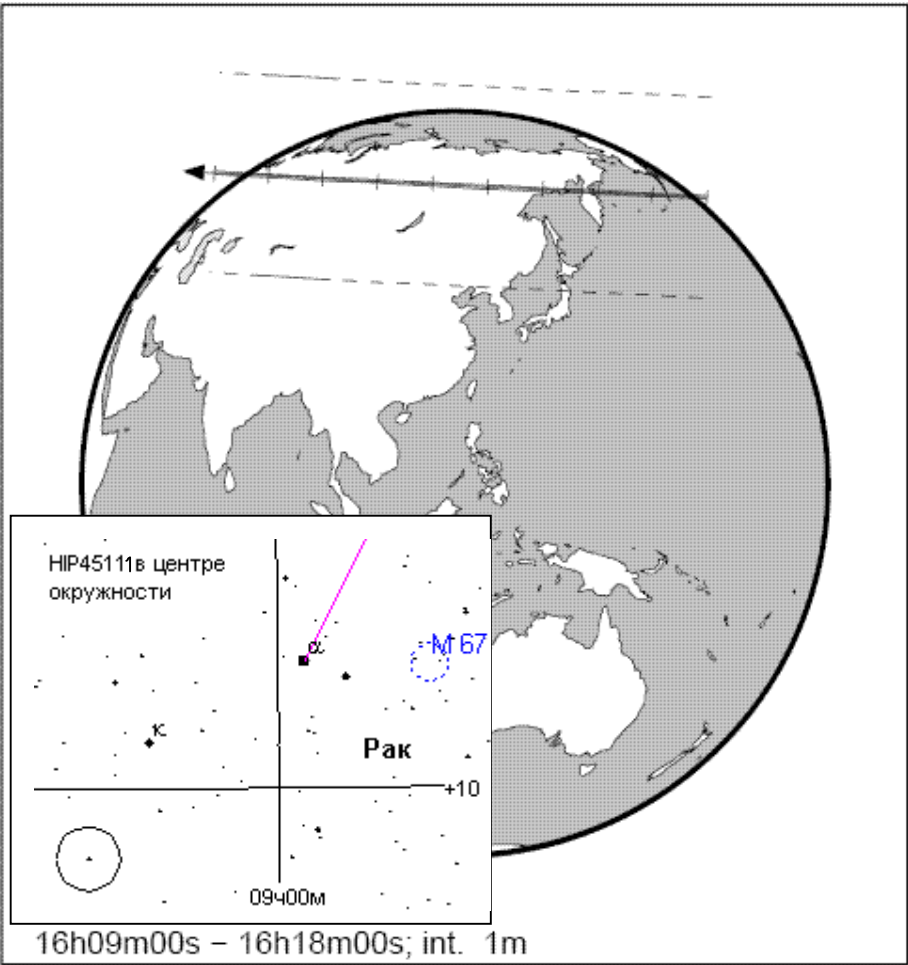 HIP45111в центре
окружности
α
М 67
κ
Рак
+10
09ч00м
16h09m00s – 16h18m00s; int. 1m